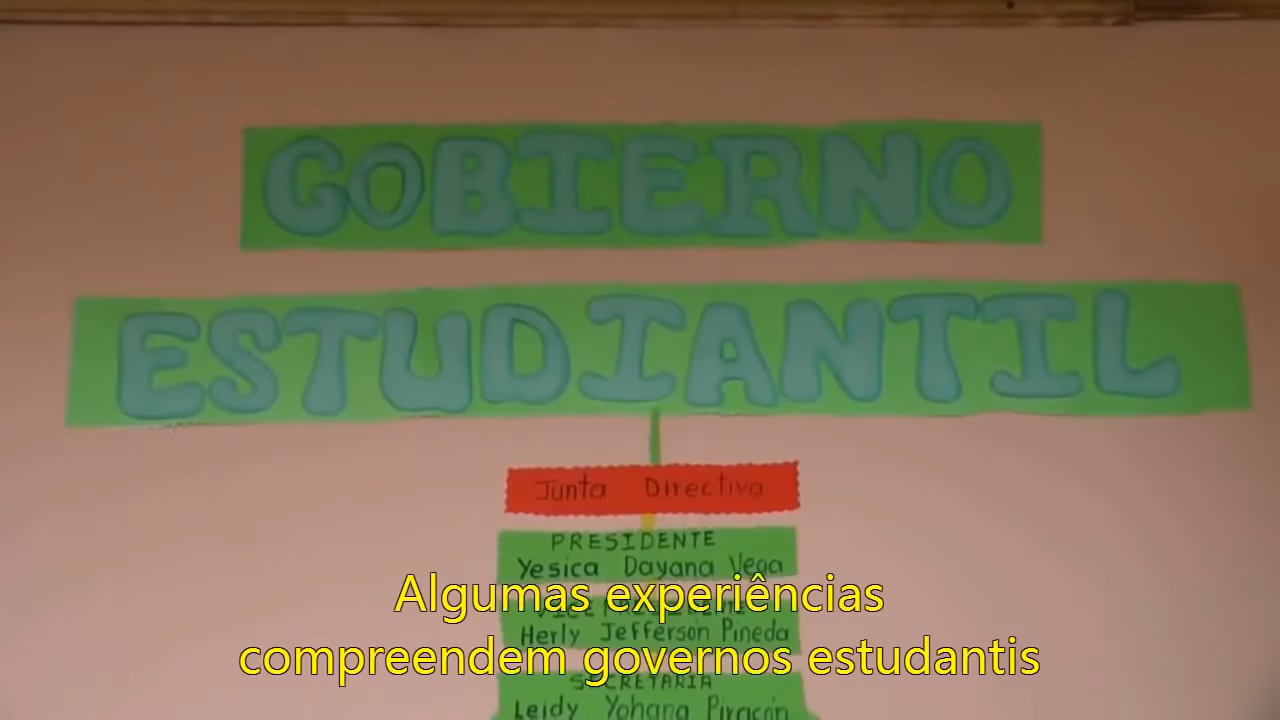 GOBIERNO
ESTUDIANTIL
Junta Directiva
PRESIDENTE
Yesica Dayana Vega
Algumas experiências
Herly Jefferson Pineda
compreendem governos estudantis
SECRETARIA
Leidy Yohana Piracón